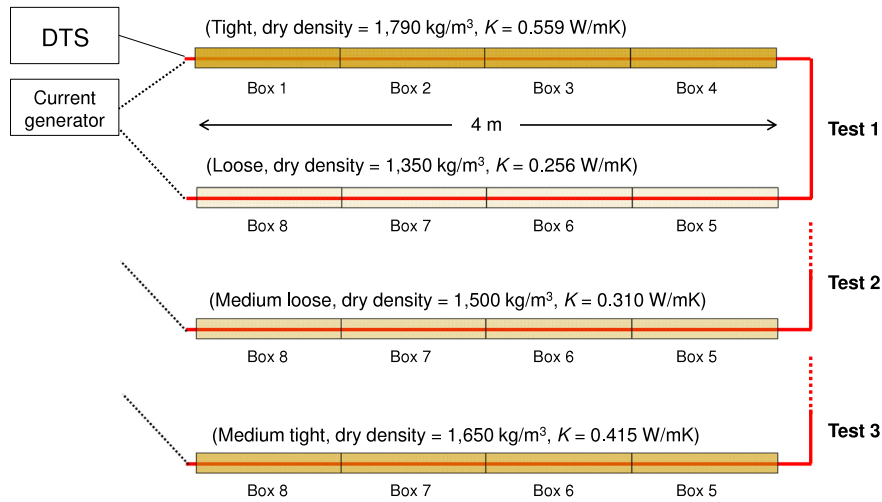 DTS
(Tight, dry density = 1,790 kg/m³, K = 0.559 W/mK)
Box 1 Box 2 Box 3 Box 4
Current
generator
4 m
Test 1
(Loose, dry density = 1,350 kg/m³, K = 0.256 W/mK)
Box 8 Box 7 Box 6 Box 5
Test 2
(Medium loose, dry density = 1,500 kg/m³, K = 0.310 W/mK)
Box 8 Box 7 Box 6 Box 5
Test 3
(Medium tight, dry density = 1,650 kg/m³, K = 0.415 W/mK)
Box 8 Box 7 Box 6 Box 5